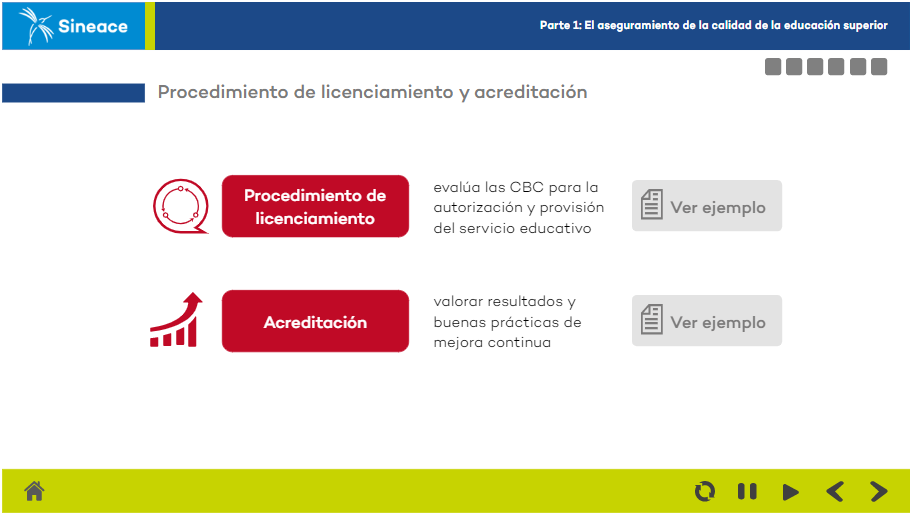 Sineace
Parte 1: El aseguramiento de la calidad de la educación superior
Procedimiento de licenciamiento y acreditación
Procedimiento de
licenciamiento
evalúa las CBC para la
autorización y provisión
del servicio educativo
Ver ejemplo
Acreditación
valorar resultados y
buenas prácticas de
mejora continua
Ver ejemplo